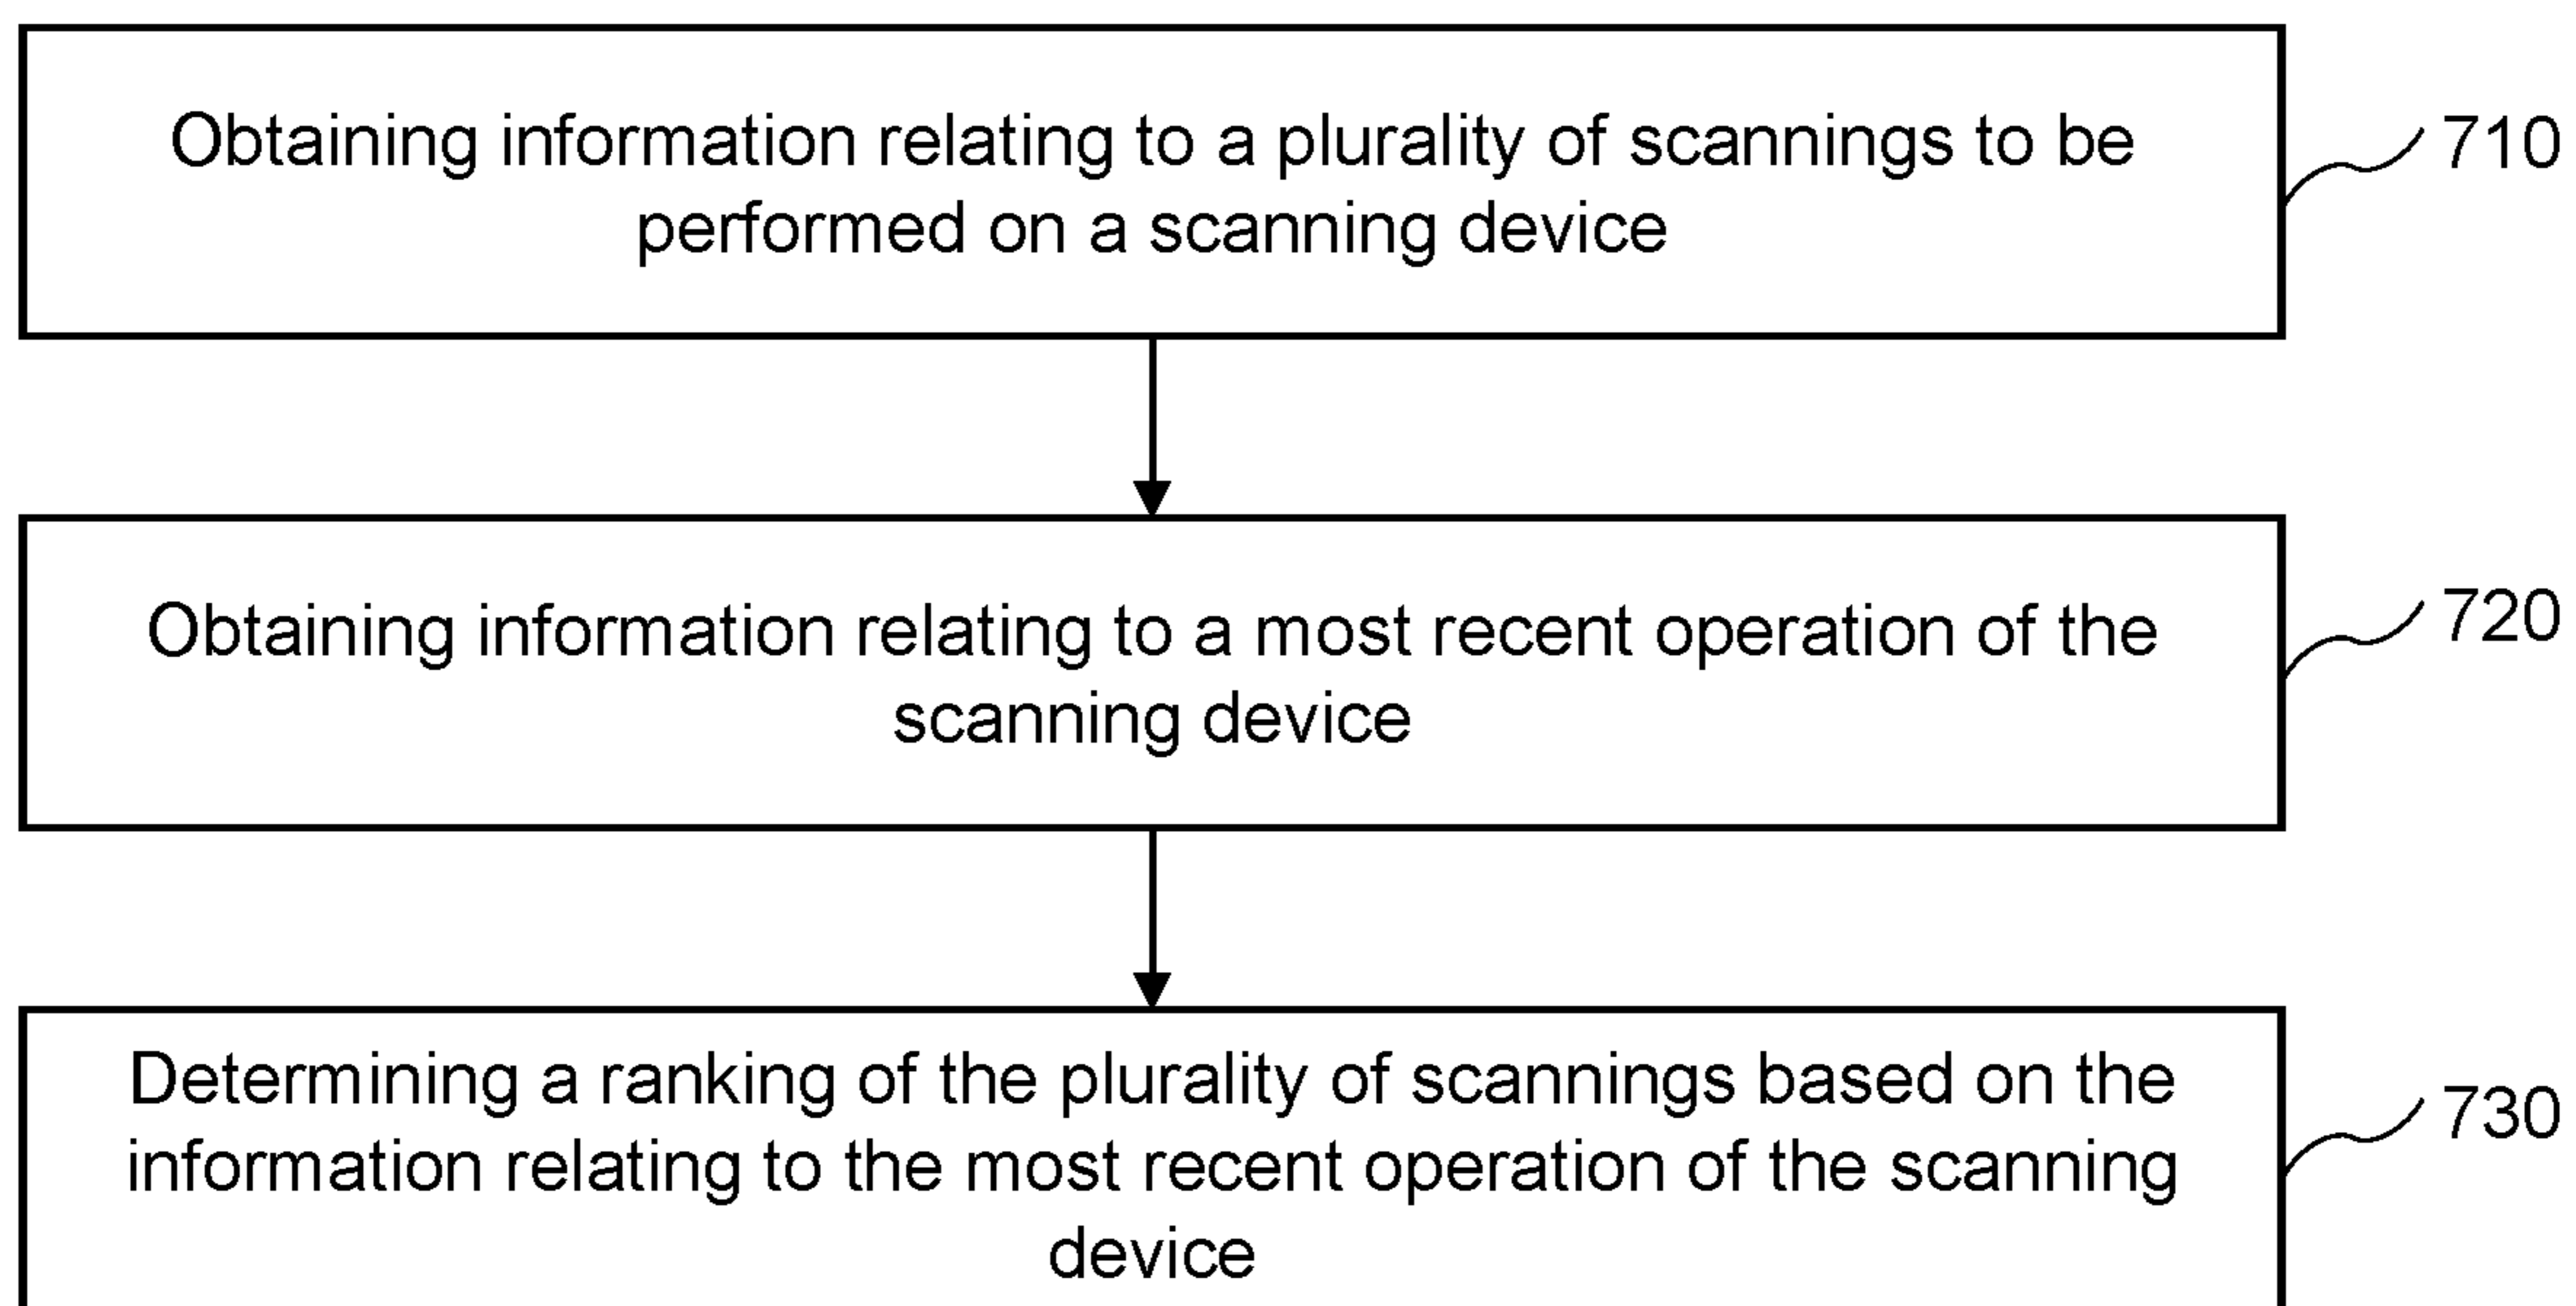 Obtaining information relating to a plurality of scannings to be
performed on a scanning device
710
Obtaining information relating to a most recent operation of the
scanning device
720
Determining a ranking of the plurality of scannings based on the
information relating to the most recent operation of the scanning
device
730